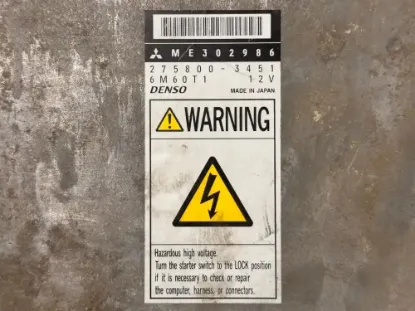 ME302986
275800-3451
6M60T1 12V
DENSO MADE IN JAPAN
WARNING
Hazardous high voltage.
Turn the starter switch to the LOCK position
if it is necessary to check or repair
the computer, harness, or connectors.